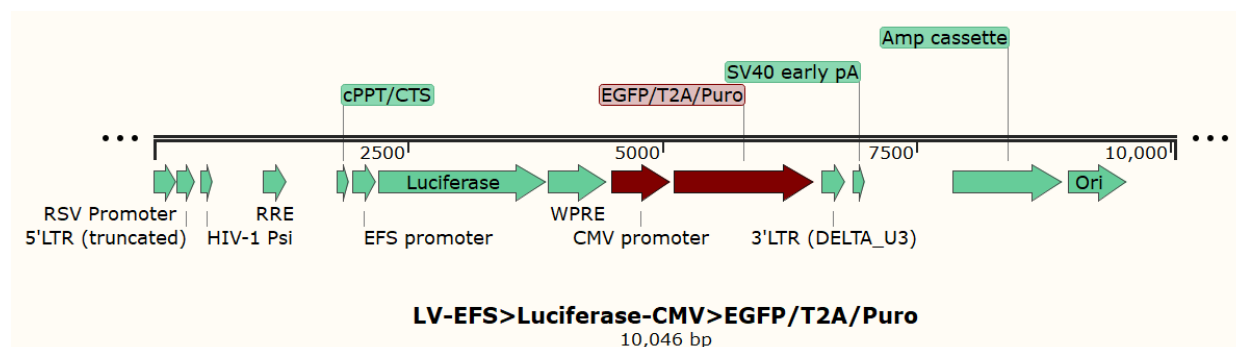 Amp cassette
SV40 early pA
cPPT/CTS EGFP/T2A/Puro
2500 5000 7500 10,000
Luciferase Ori
RSV Promoter RRE WPRE
5'LTR (truncated) HIV-1 Psi EFS promoter CMV promoter 3'LTR (DELTA_U3)
LV-EFS>Luciferase-CMV>EGFP/T2A/Puro
10,046 bp